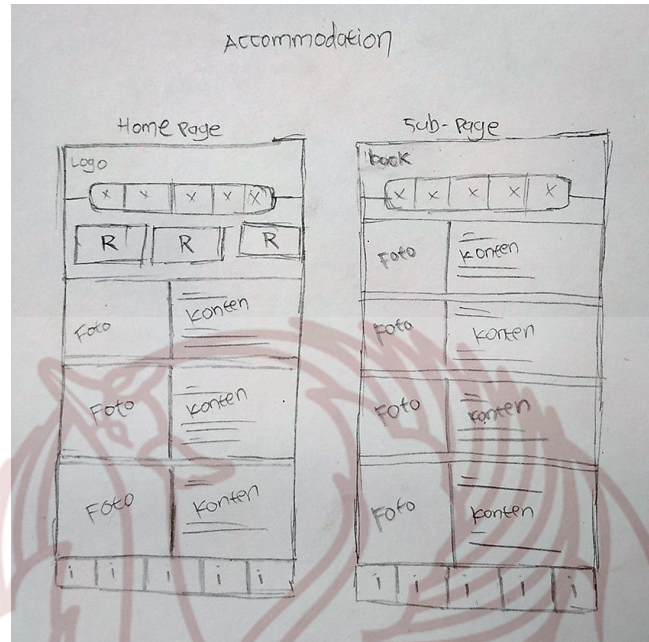 Accommodation
Home Page
Logo
X X X X X
R R R
Foto Konten
Foto Konten
Foto Konten
i i i i i
Sub-Page
back
X X X X X
Foto Konten
Foto Konten
Foto Konten
Foto Konten
i i i i i